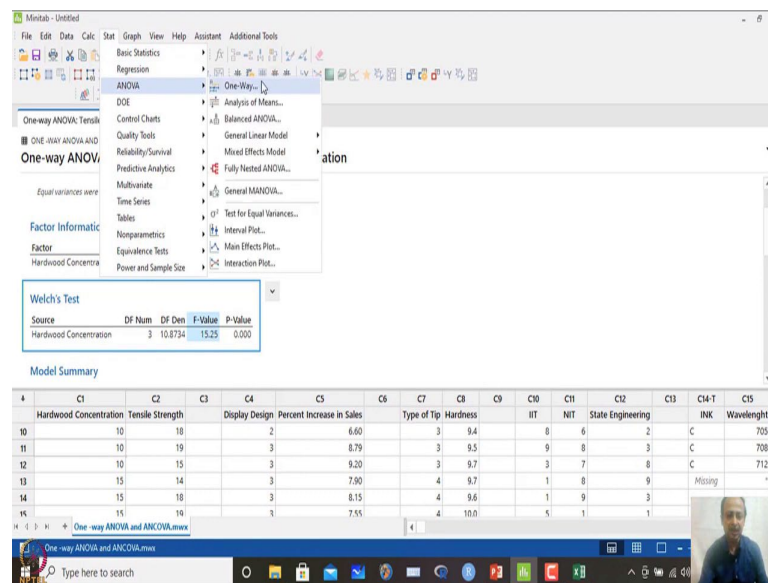 Minitab - Untitled
File Edit Data Calc Stat Graph View Help Assistant Additional Tools
Basic Statistics
Regression
ANOVA
DOE
Control Charts
Quality Tools
Reliability/Survival
Predictive Analytics
Multivariate
Time Series
Tables
Nonparametrics
Equivalence Tests
Power and Sample Size
One-Way...
Analysis of Means...
Balanced ANOVA...
General Linear Model
Mixed Effects Model
Fully Nested ANOVA...
General MANOVA...
Test for Equal Variances...
Interval Plot...
Main Effects Plot...
Interaction Plot...
One-way ANOVA: Tensil
ONE -WAY ANOVA AND
One-way ANOVA ation
Equal variances were
Factor Informatic
Factor
Hardwood Concentra
Welch's Test
Source DF Num DF Den F-Value P-Value
Hardwood Concentration 3 10.8734 15.25 0.000
Model Summary
C1 C2 C3 C4 C5 C6 C7 C8 C9 C10 C11 C12 C13 C14-T C15
Hardwood Concentration Tensile Strength Display Design Percent Increase in Sales Type of Tip Hardness IIT NIT State Engineering INK Wavelenght
10 10 18 2 6.60 3 9.4 8 6 2 C 705
11 10 19 3 8.79 3 9.5 9 8 3 C 708
12 10 15 3 9.20 3 9.7 3 7 8 C 712
13 15 14 3 7.90 4 9.7 1 8 9 Missing *
14 15 18 3 8.15 4 9.6 1 9 3
15 15 19 3 7.55 4 10.0 5 1 1
One -way ANOVA and ANCOVA.mwx
One -way ANOVA and ANCOVA.mwx
Type here to search
NPTEL